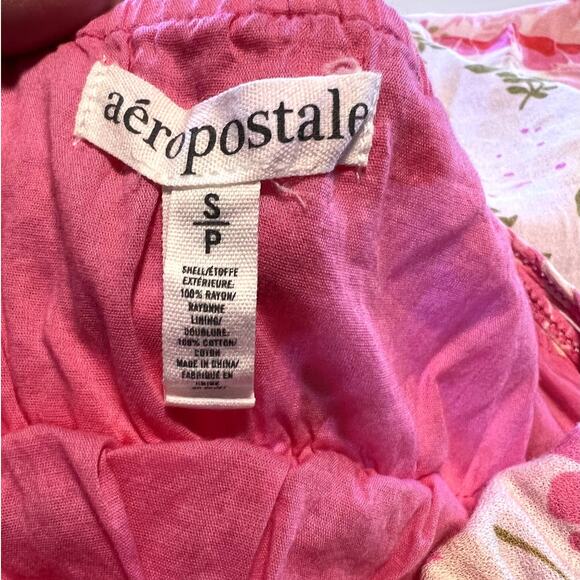 aéropostale
S
P
SHELL/ÉTOFFE
EXTÉRIEURE:
100% RAYON/
RAYONNE
LINING/
DOUBLURE:
100% COTTON/
COTON
MADE IN CHINA/
FABRIQUÉ EN